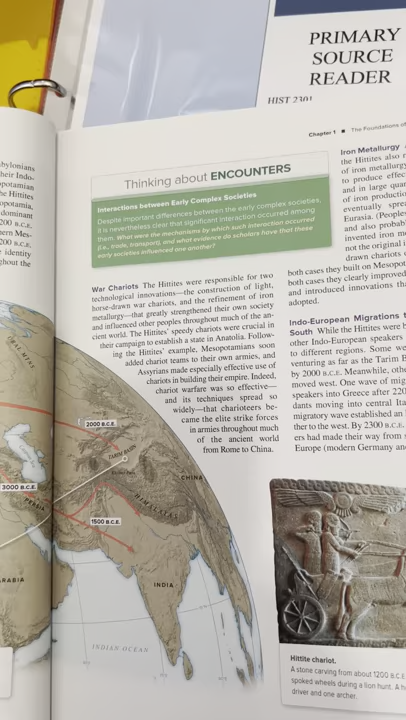 PRIMARY
SOURCE
READER
HIST 2301
Chapter 1 ■ The Foundations of
bylonians
heir Indo-
opotamian
he Hittites
opotamia,
dominant
200 B.C.E.
ern Mes-
200 B.C.E.
identity
ghout the
Thinking about ENCOUNTERS
Interactions between Early Complex Societies
Despite important differences between the early complex societies,
it is nevertheless clear that significant interaction occurred among
them. What were the mechanisms by which such interaction occurred
(i.e., trade, transport), and what evidence do scholars have that these
early societies influenced one another?
War Chariots The Hittites were responsible for two
technological innovations—the construction of light,
horse-drawn war chariots, and the refinement of iron
metallurgy—that greatly strengthened their own society
and influenced other peoples throughout much of the an-
cient world. The Hittites' speedy chariots were crucial in
their campaign to establish a state in Anatolia. Follow-
ing the Hittites' example, Mesopotamians soon
added chariot teams to their own armies, and
Assyrians made especially effective use of
chariots in building their empire. Indeed,
chariot warfare was so effective—
and its techniques spread so
widely—that charioteers be-
came the elite strike forces
in armies throughout much
of the ancient world
from Rome to China.
Iron Metallurgy
the Hittites also r
of iron metallurgy
to produce effec
and in large quar
of iron productio
eventually sprea
Eurasia. (Peoples
and also probab
invented iron me
not the original i
drawn chariots o
both cases they built on Mesopot
both cases they clearly improved
and introduced innovations tha
adopted.
Indo-European Migrations t
South While the Hittites were b
other Indo-European speakers
to different regions. Some we
venturing as far as the Tarim B
by 2000 B.C.E. Meanwhile, othe
moved west. One wave of mig
speakers into Greece after 220
dants moving into central Ita
migratory wave established an
ther to the west. By 2300 B.C.E.
ers had made their way from s
Europe (modern Germany and
URAL MTNS
2000 B.C.E.
TARIM BASIN
3000 B.C.E.
PERSIA
1500 B.C.E.
HIMALAYAS
CHINA
ARABIA
INDIA
INDIAN OCEAN
Hittite chariot.
A stone carving from about 1200 B.C.E.
spoked wheels during a lion hunt. A h
driver and one archer.